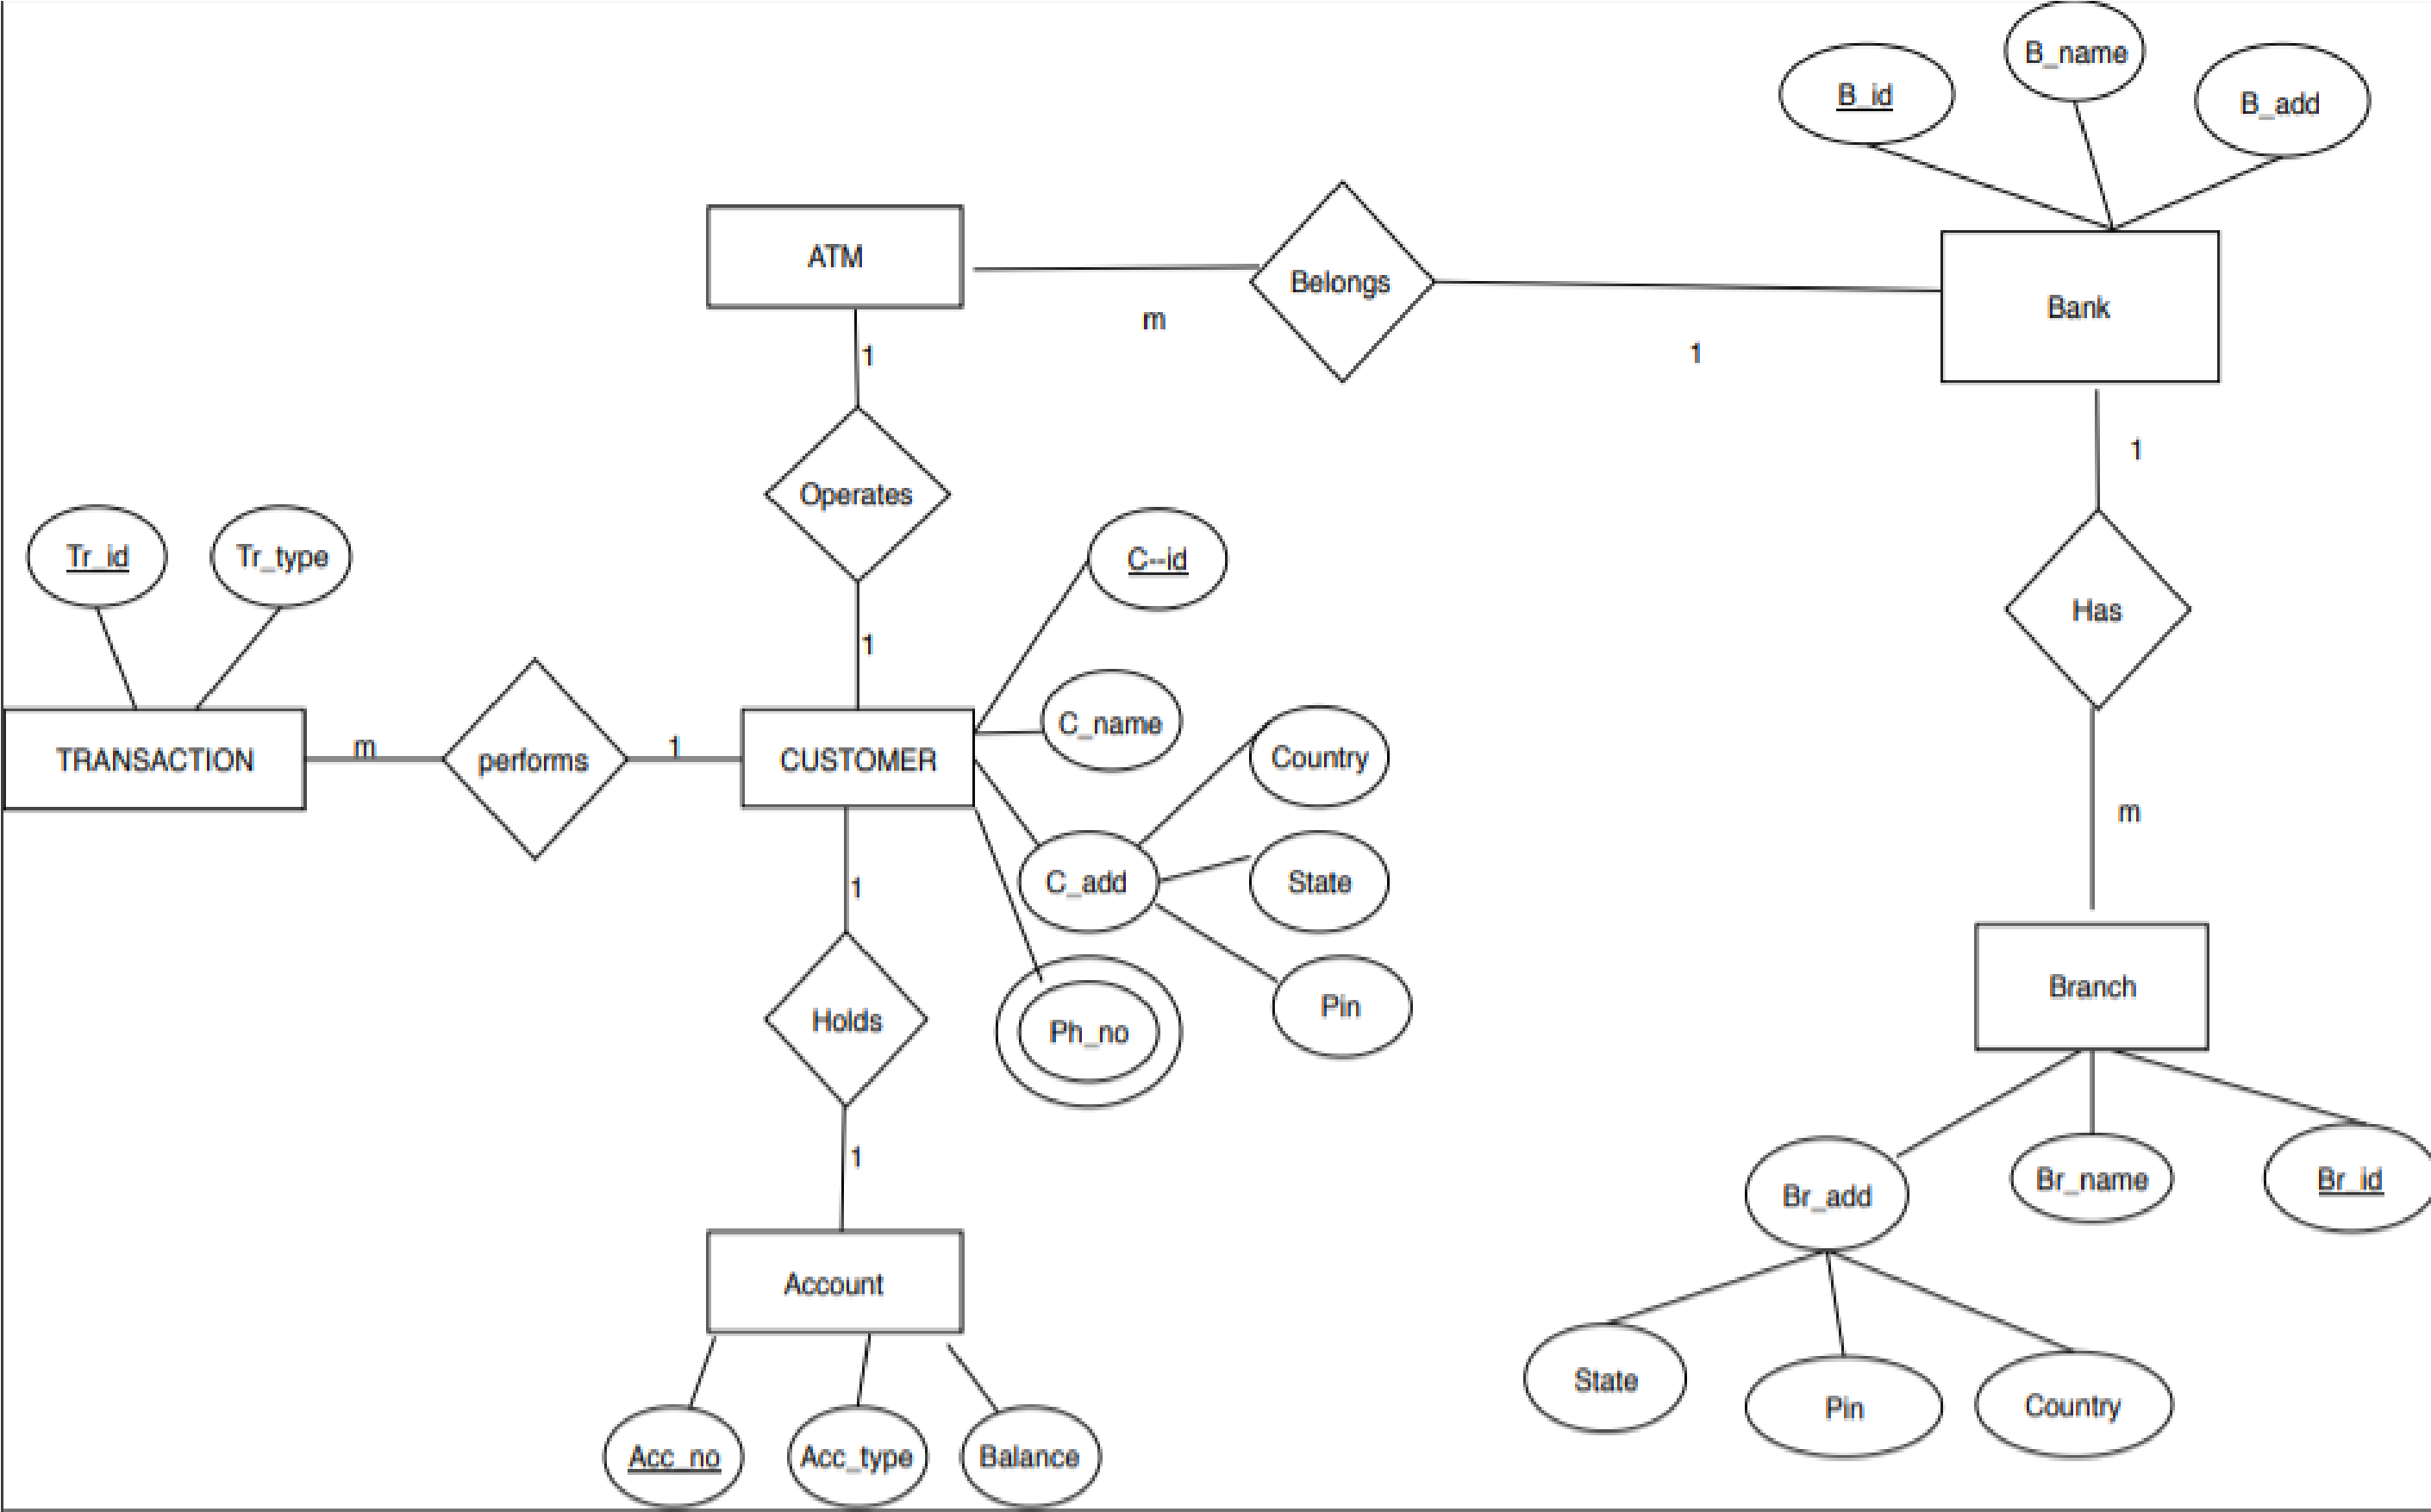 B_name
B_id
B_add
ATM
Belongs
Bank
m
1
1
1
Operates
Tr_id
Tr_type
C--id
Has
1
C_name
TRANSACTION
m
performs
1
CUSTOMER
Country
m
1
C_add
State
Holds
Ph_no
Pin
Branch
1
Br_add
Br_name
Br_id
Account
State
Pin
Country
Acc_no
Acc_type
Balance